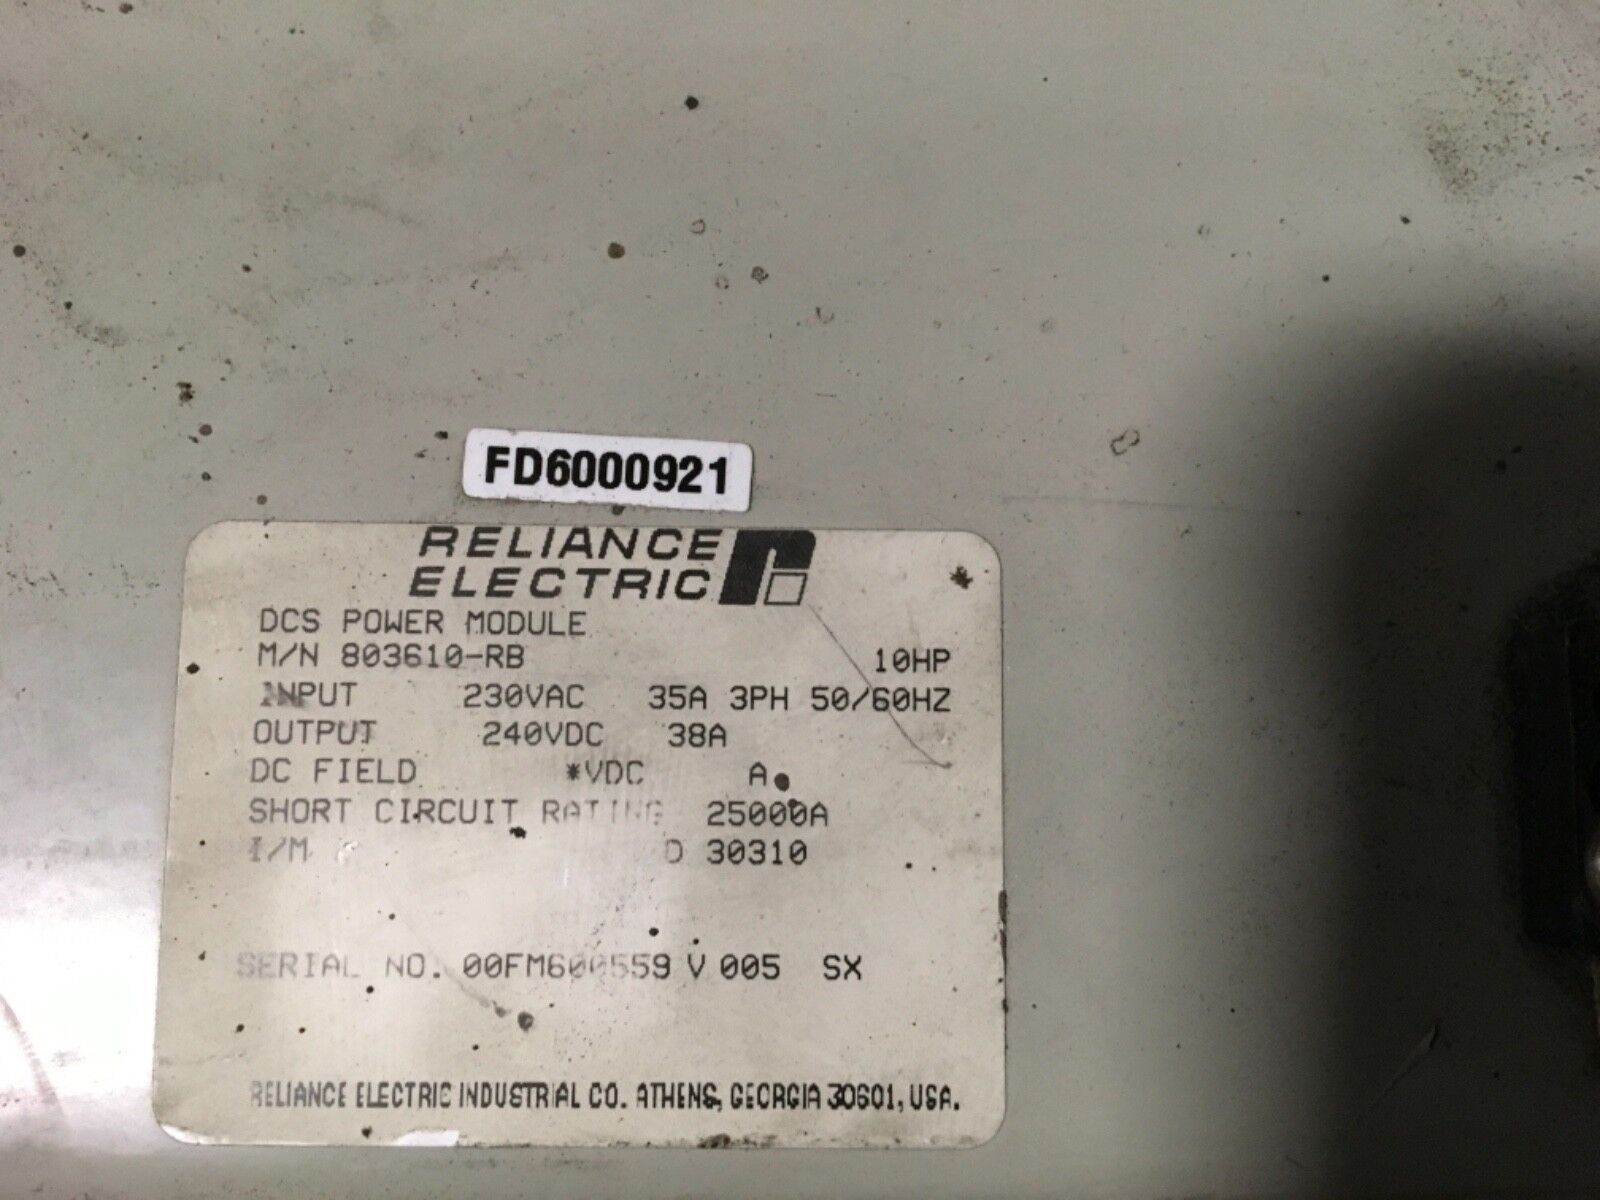 FD6000921
RELIANCE
ELECTRIC
DCS POWER MODULE
M/N 803610-RB 10HP
INPUT 230VAC 35A 3PH 50/60HZ
OUTPUT 240VDC 38A
DC FIELD *VDC A
SHORT CIRCUIT RATING 25000A
I/M D 30310
SERIAL NO. 00FM600559 V 005 SX
RELIANCE ELECTRIC INDUSTRIAL CO. ATHENS, GEORGIA 30601, USA.